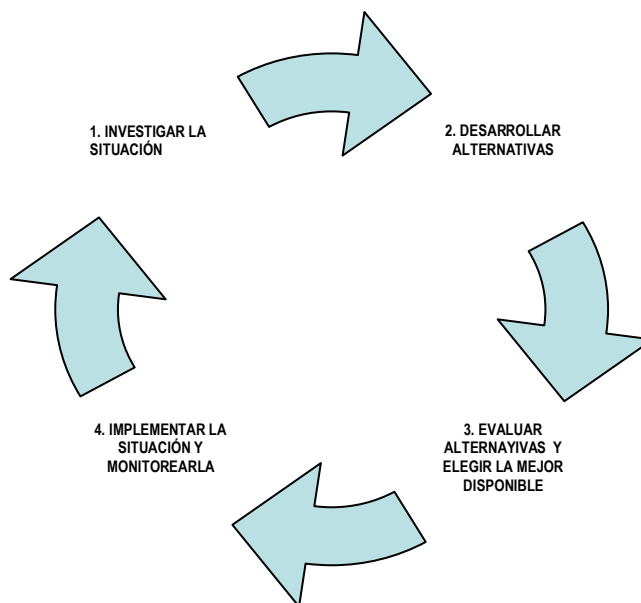 1. INVESTIGAR LA
SITUACIÓN
2. DESARROLLAR
ALTERNATIVAS
3. EVALUAR
ALTERNAYIVAS Y
ELEGIR LA MEJOR
DISPONIBLE
4. IMPLEMENTAR LA
SITUACIÓN Y
MONITOREARLA